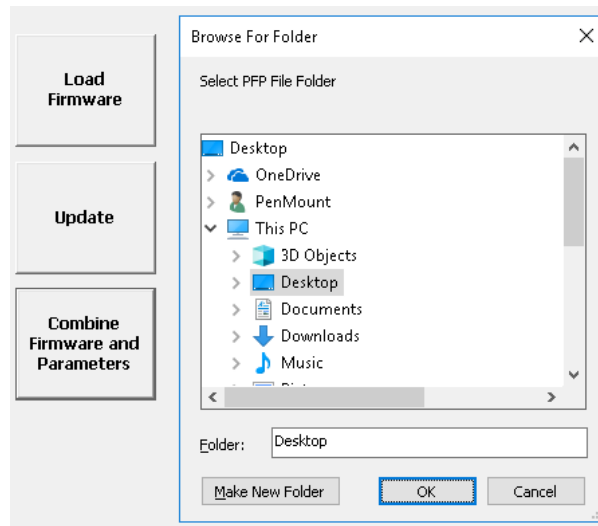 Load
Firmware
Update
Combine
Firmware and
Parameters
Browse For Folder
Select PFP File Folder
Desktop
OneDrive
PenMount
This PC
3D Objects
Desktop
Documents
Downloads
Music
Folder:
Desktop
Make New Folder
OK
Cancel